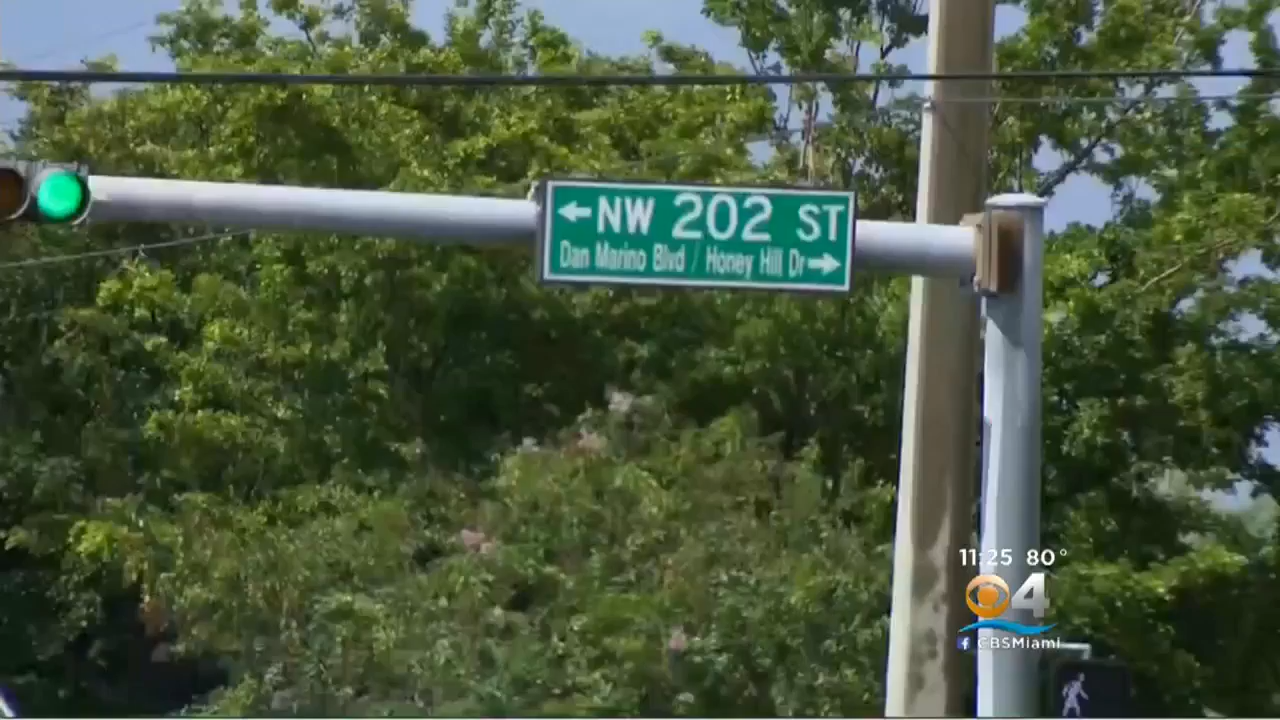 ←NW 202 ST
Dan Marino Blvd / Honey Hill Dr→
11:25 80°
4
f CBSMiami